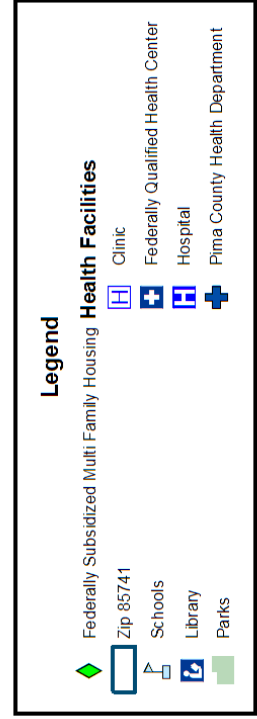 Legend
Federally Subsidized Multi Family Housing
Zip 85741
Schools
Library
Parks
Health Facilities
H Clinic
Federally Qualified Health Center
H Hospital
Pima County Health Department